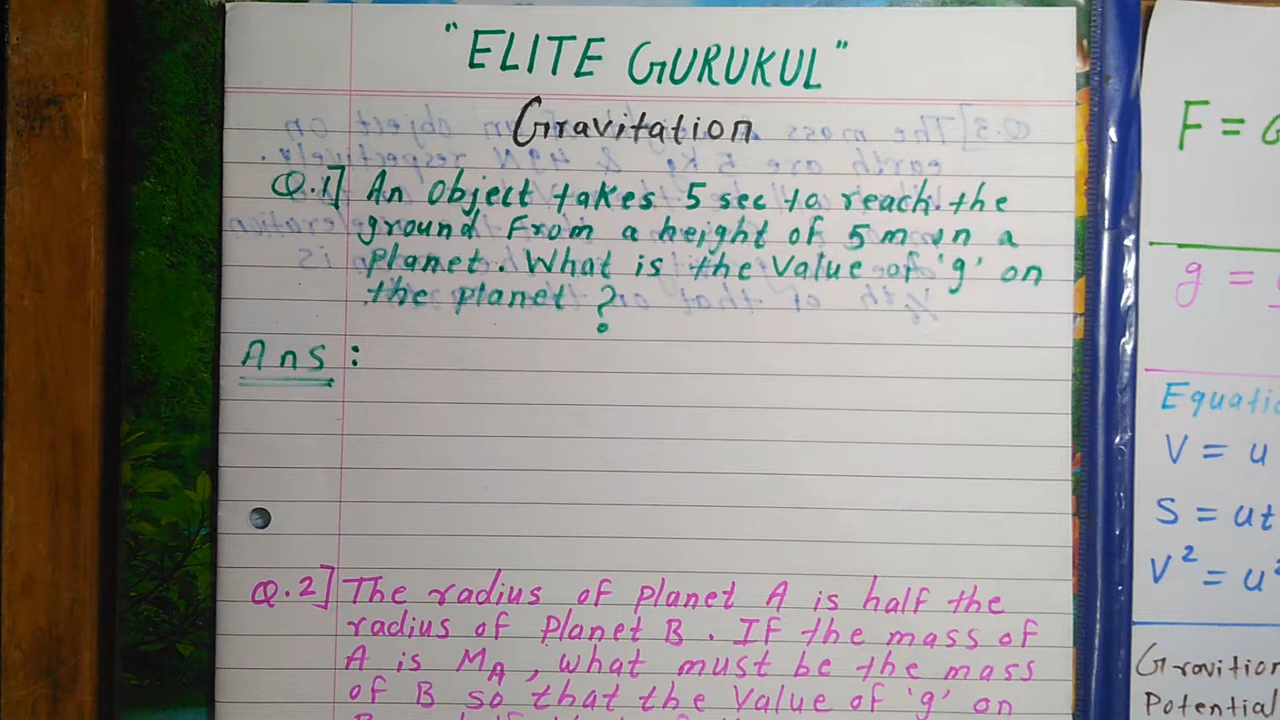 "ELITE GURUKUL"
Gravitation
Q.1] An object takes 5 sec to reach the
ground From a height of 5 m on a
planet. What is the value of 'g' on
the planet ?
Ans :
Q.2] The radius of planet A is half the
radius of planet B. If the mass of
A is MA, what must be the mass
of B so that the value of 'g' on
F = G
g =
Equatio
V = u
S = ut
V² = u²
Gravition
Potential